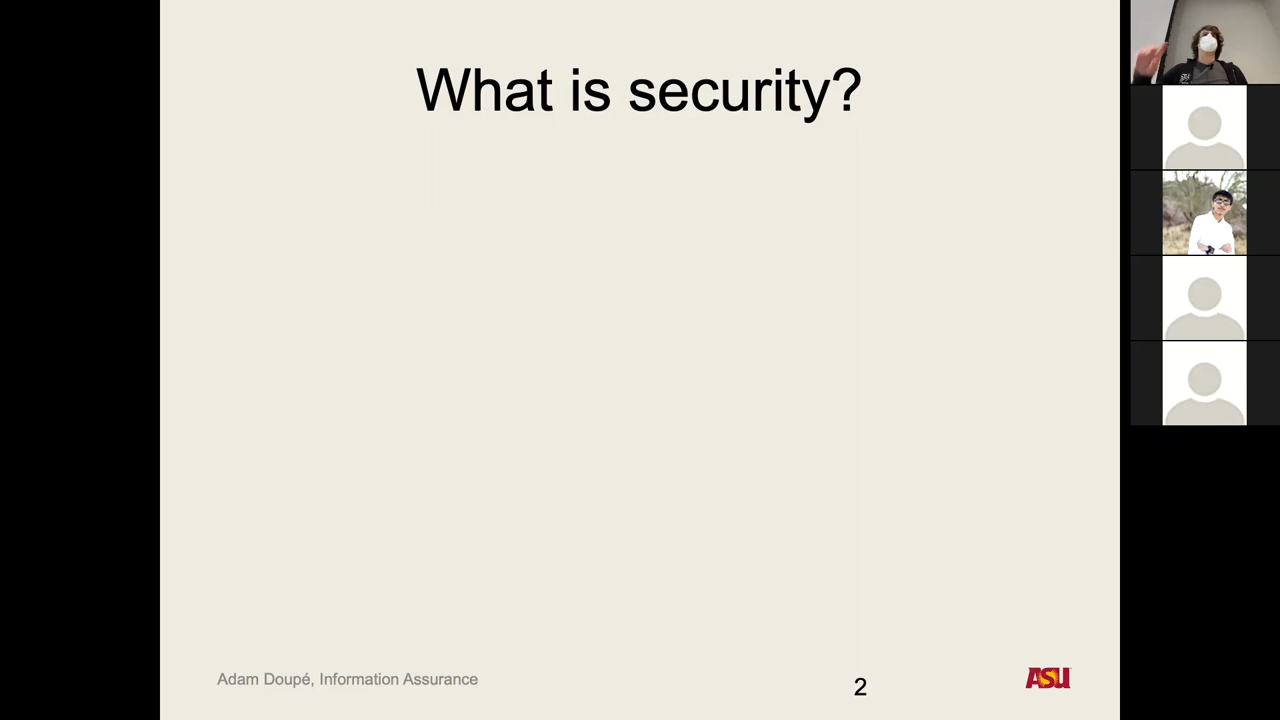 What is security?
Adam Doupé, Information Assurance
2
ASU